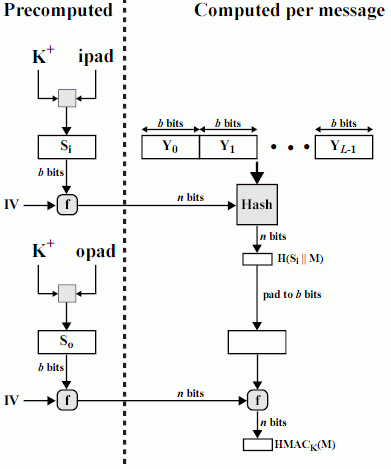 Precomputed
Computed per message
K+ ipad
b bits b bits b bits
Si
Y0 Y1 • • • YL-1
b bits
IV f n bits Hash
n bits
K+ opad
H(Si || M)
pad to b bits
So
b bits
IV f n bits f
n bits
HMACK(M)